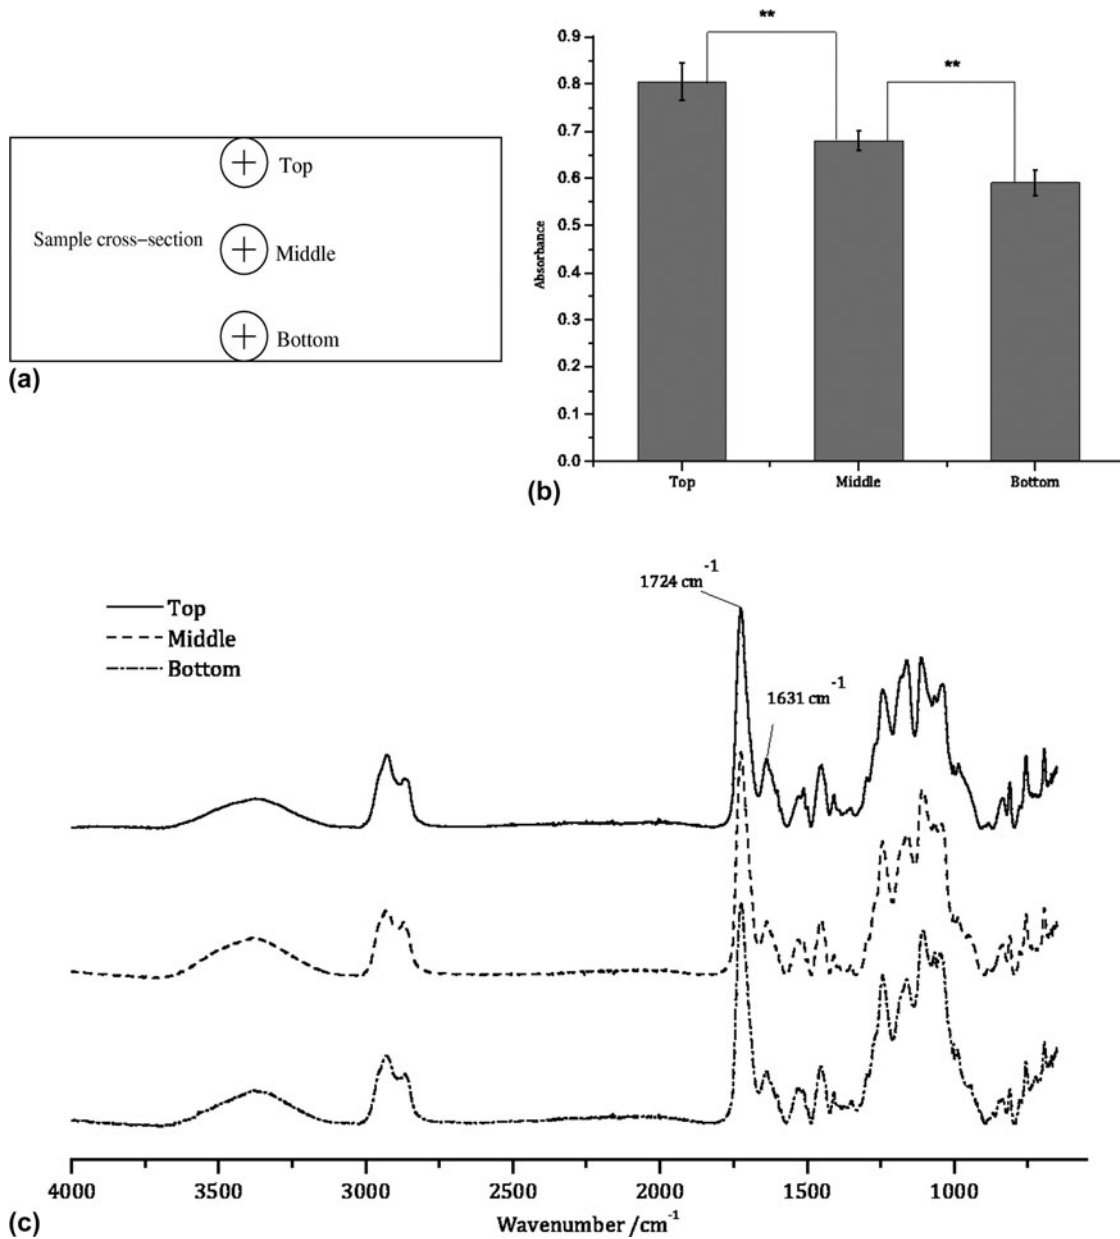 Top
Sample cross-section
Middle
Bottom
(a)
**
**
0.9
0.8
0.7
0.6
0.5
0.4
0.3
0.2
0.1
0.0
Absorbance
Top Middle Bottom
(b)
1724 cm-1
1631 cm-1
Top
Middle
Bottom
4000 3500 3000 2500 2000 1500 1000
Wavenumber /cm-1
(c)